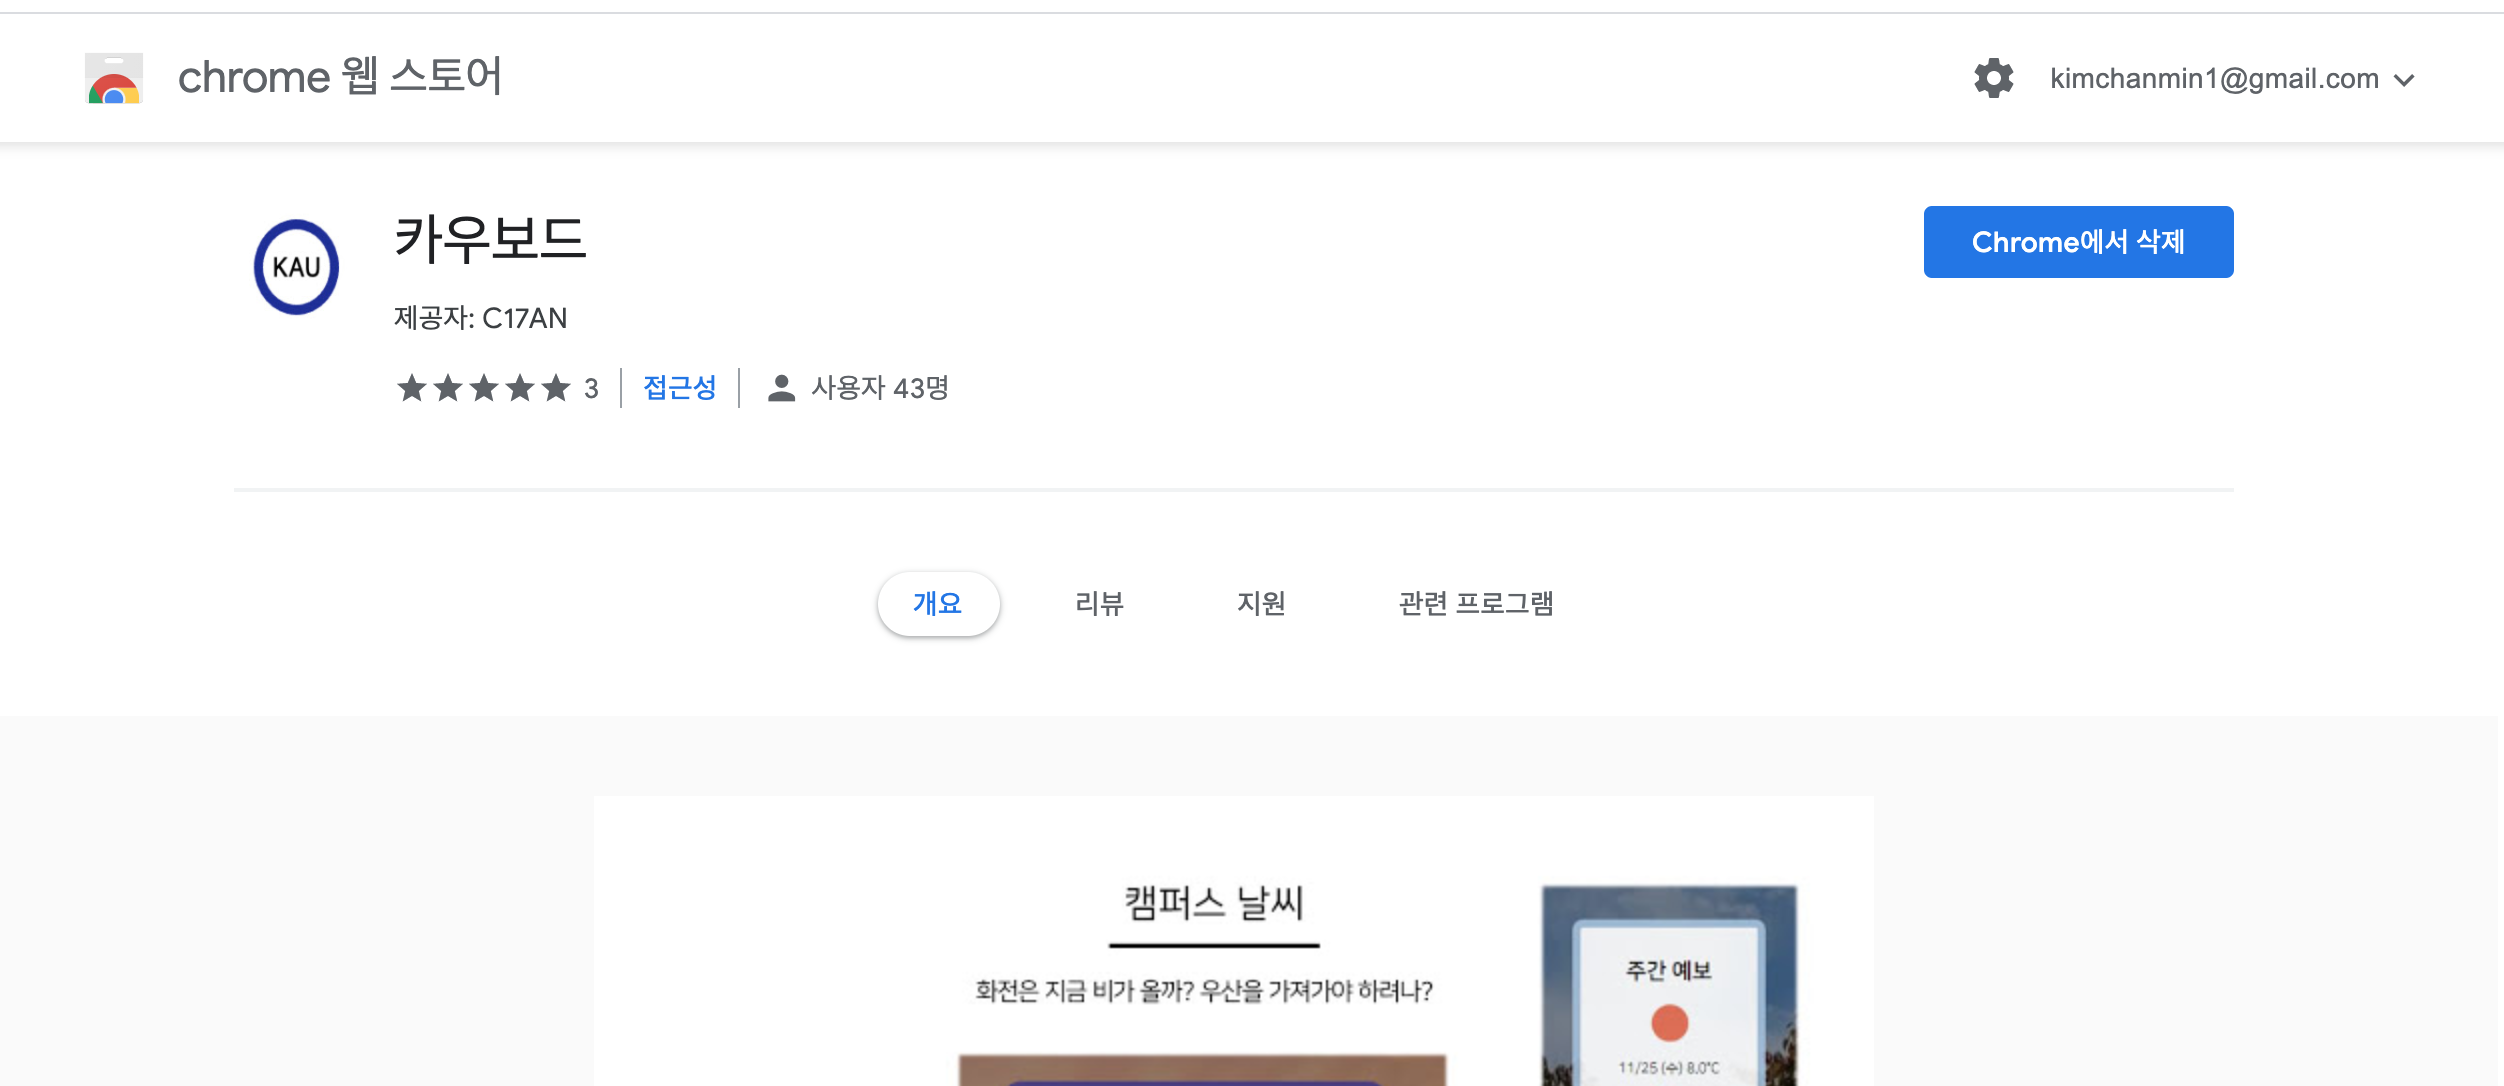 chrome 웹 스토어
kimchanmin1@gmail.com
KAU
카우보드
Chrome에서 삭제
제공자: C17AN
3
접근성
사용자 43명
개요
리뷰
지원
관련 프로그램
캠퍼스 날씨
화전은 지금 비가 올까? 우산을 가져가야 하려나?
주간 예보
11/25 (수) 8.0°C